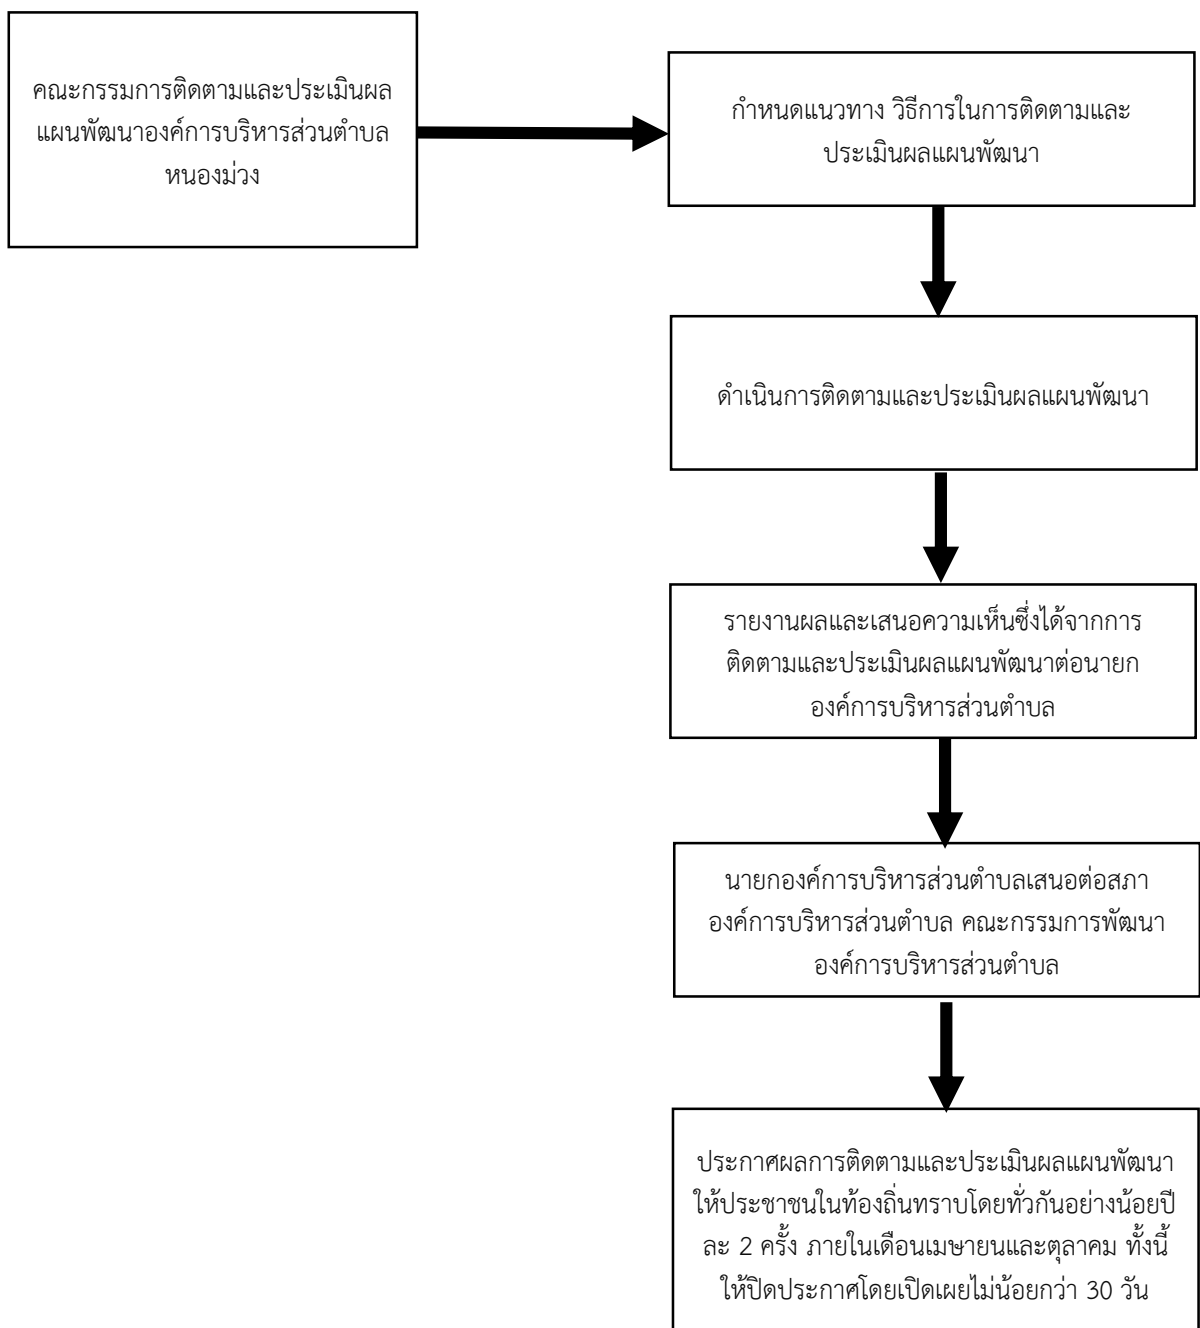 คณะกรรมการติดตามและประเมินผล
แผนพัฒนาองค์การบริหารส่วนตำบล
หนองม่วง
กำหนดแนวทาง วิธีการในการติดตามและ
ประเมินผลแผนพัฒนา
ดำเนินการติดตามและประเมินผลแผนพัฒนา
รายงานผลและเสนอความเห็นซึ่งได้จากการ
ติดตามและประเมินผลแผนพัฒนาต่อนายก
องค์การบริหารส่วนตำบล
นายกองค์การบริหารส่วนตำบลเสนอต่อสภา
องค์การบริหารส่วนตำบล คณะกรรมการพัฒนา
องค์การบริหารส่วนตำบล
ประกาศผลการติดตามและประเมินผลแผนพัฒนา
ให้ประชาชนในท้องถิ่นทราบโดยทั่วกันอย่างน้อยปี
ละ 2 ครั้ง ภายในเดือนเมษายนและตุลาคม ทั้งนี้
ให้ปิดประกาศโดยเปิดเผยไม่น้อยกว่า 30 วัน